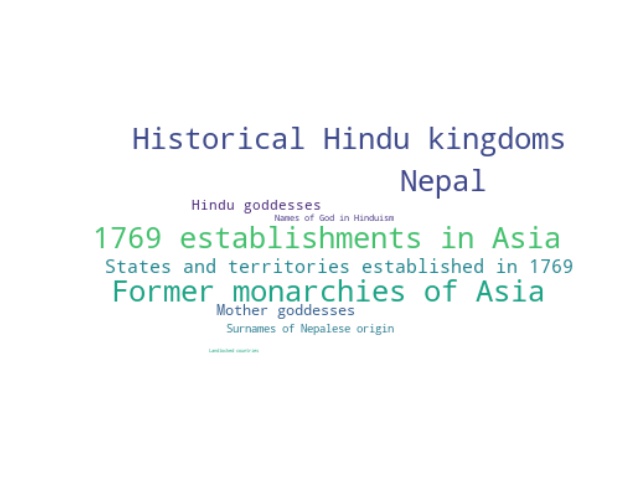 Historical Hindu kingdoms
Nepal
Hindu goddesses
Names of God in Hinduism
1769 establishments in Asia
States and territories established in 1769
Former monarchies of Asia
Mother goddesses
Surnames of Nepalese origin
Landlocked countries